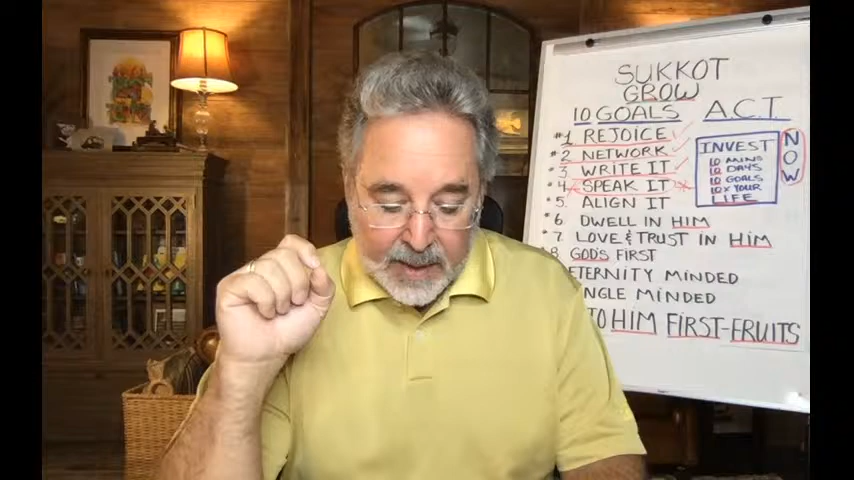 SUKKOT
GROW
10 GOALS A.C.T.
#1 REJOICE
#2 NETWORK
#3 WRITE IT
#4 SPEAK IT
#5. ALIGN IT
#6 DWELL IN HIM
#7. LOVE & TRUST IN HIM
8 GOD'S FIRST
ETERNITY MINDED
NGLE MINDED
TO HIM FIRST-FRUITS
INVEST
10 MINS
10 DAYS
10 GOALS
10X YOUR
LIFE
NOW